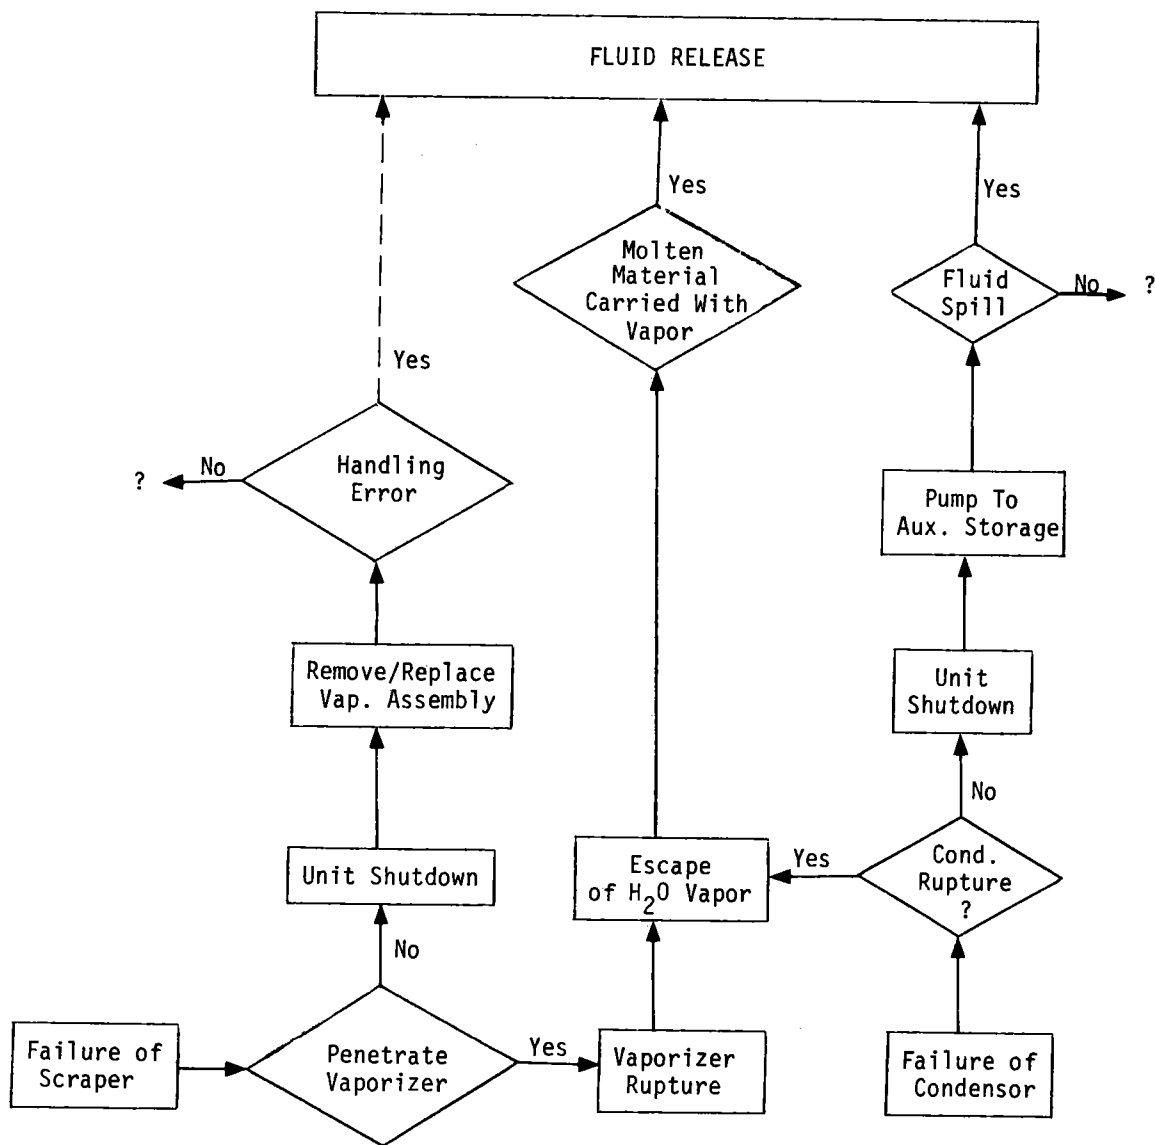 FLUID RELEASE
Yes
Yes
Molten
Material
Carried With
Vapor
Fluid
Spill
No
?
Yes
Handling
Error
No
?
Pump To
Aux. Storage
Remove/Replace
Vap. Assembly
Unit
Shutdown
No
Unit Shutdown
Escape
of H2O Vapor
Yes
Cond.
Rupture
?
No
Failure of
Scraper
Penetrate
Vaporizer
Yes
Vaporizer
Rupture
Failure of
Condensor